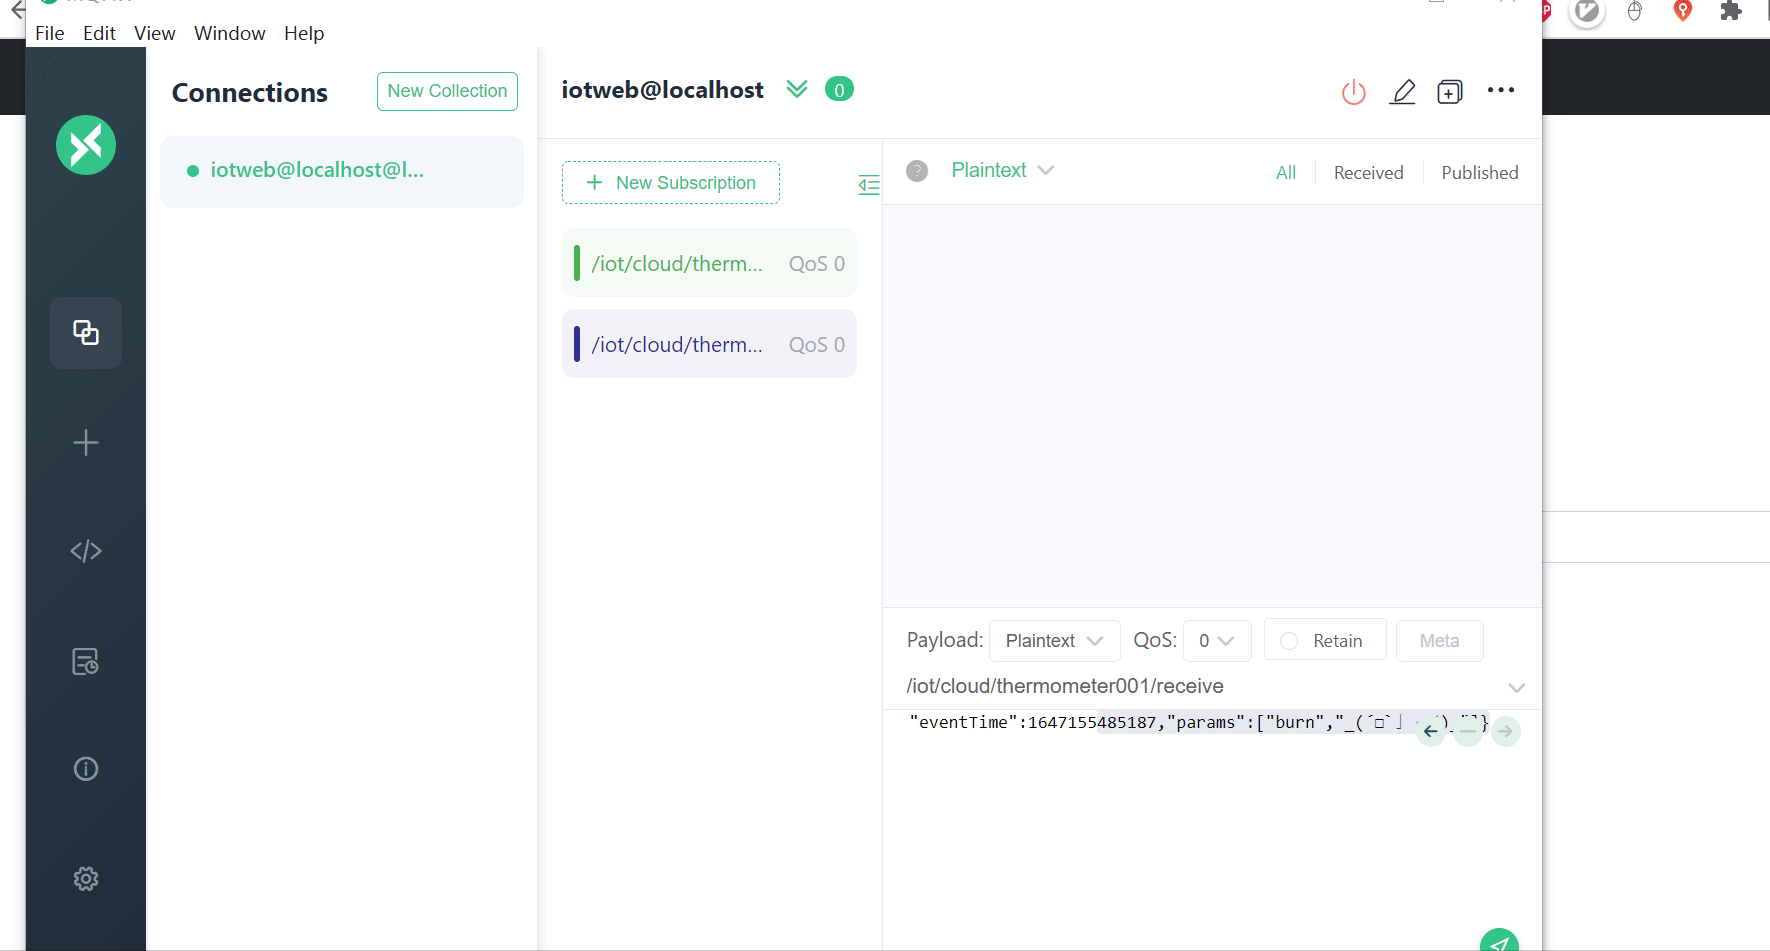 File Edit View Window Help
Connections
New Collection
iotweb@localhost@l...
iotweb@localhost
0
+ New Subscription
/iot/cloud/therm... QoS 0
/iot/cloud/therm... QoS 0
? Plaintext
All Received Published
Payload: Plaintext QoS: 0 Retain Meta
/iot/cloud/thermometer001/receive
"eventTime":1647155485187,"params":["burn","_(´□`」